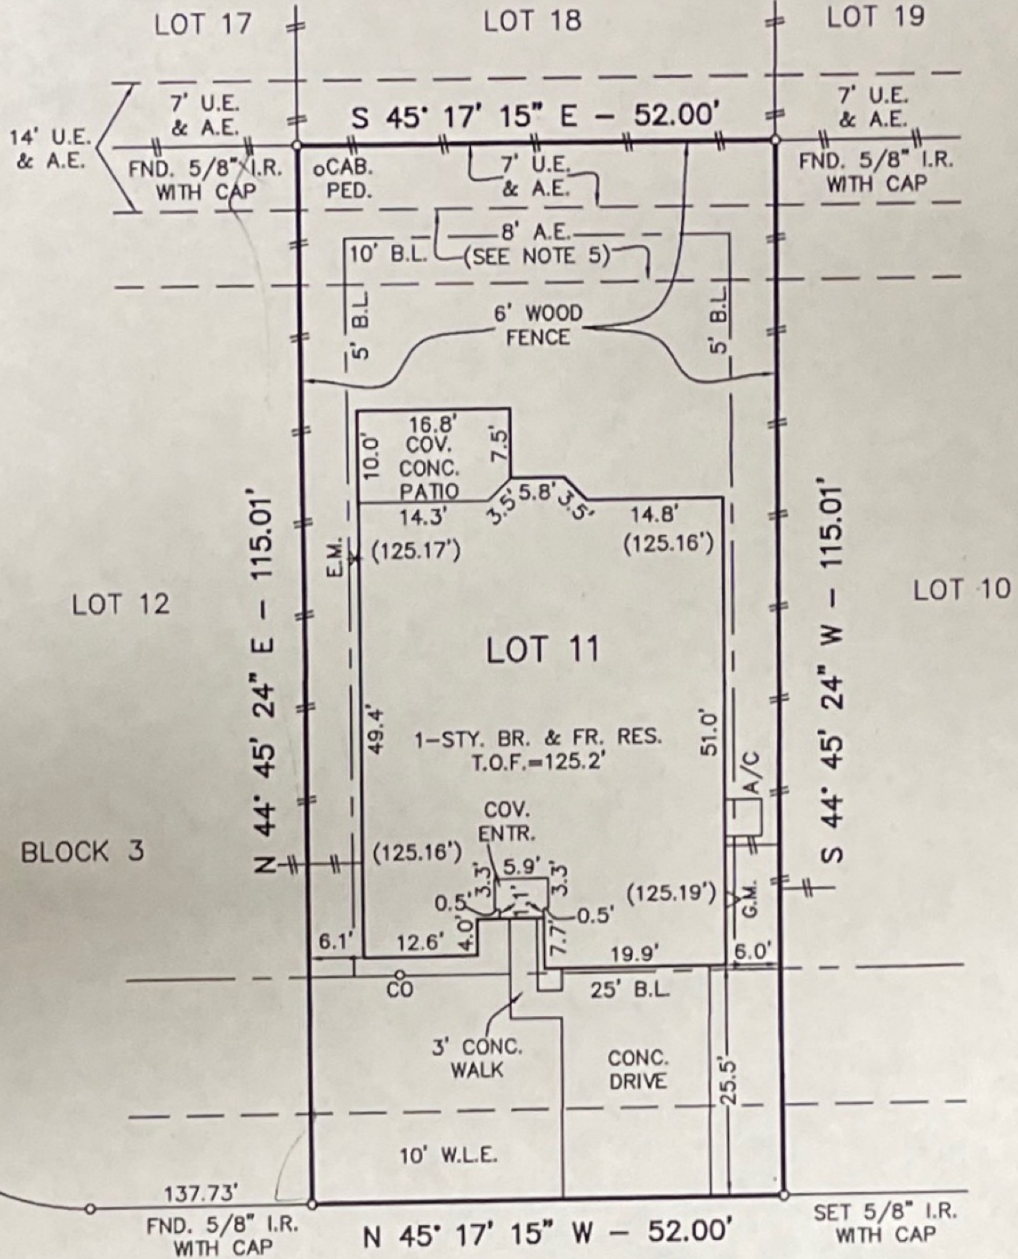 LOT 17
LOT 18
LOT 19
7' U.E.
& A.E.
S 45° 17' 15" E – 52.00'
7' U.E.
& A.E.
14' U.E.
& A.E.
FND. 5/8" I.R.
WITH CAP
CAB.
PED.
7' U.E.
& A.E.
FND. 5/8" I.R.
WITH CAP
8' A.E.
10' B.L.
(SEE NOTE 5)
5' B.L.
6' WOOD
FENCE
5' B.L.
16.8'
COV.
CONC.
PATIO
10.0'
7.5'
14.3'
3.5'
5.8'
3.5'
14.8'
E.M.
(125.17')
(125.16')
N 44° 45' 24" E – 115.01'
S 44° 45' 24" W – 115.01'
LOT 12
LOT 10
LOT 11
49.4'
1-STY. BR. & FR. RES.
T.O.F.=125.2'
51.0'
A/C
COV.
ENTR.
BLOCK 3
(125.16')
5.9'
3.3'
3.3'
(125.19')
G.M.
0.5'
1.1'
0.5'
6.1'
12.6'
4.0'
7.7'
19.9'
6.0'
CO
25' B.L.
3' CONC.
WALK
CONC.
DRIVE
25.5'
10' W.L.E.
137.73'
FND. 5/8" I.R.
WITH CAP
N 45° 17' 15" W – 52.00'
SET 5/8" I.R.
WITH CAP